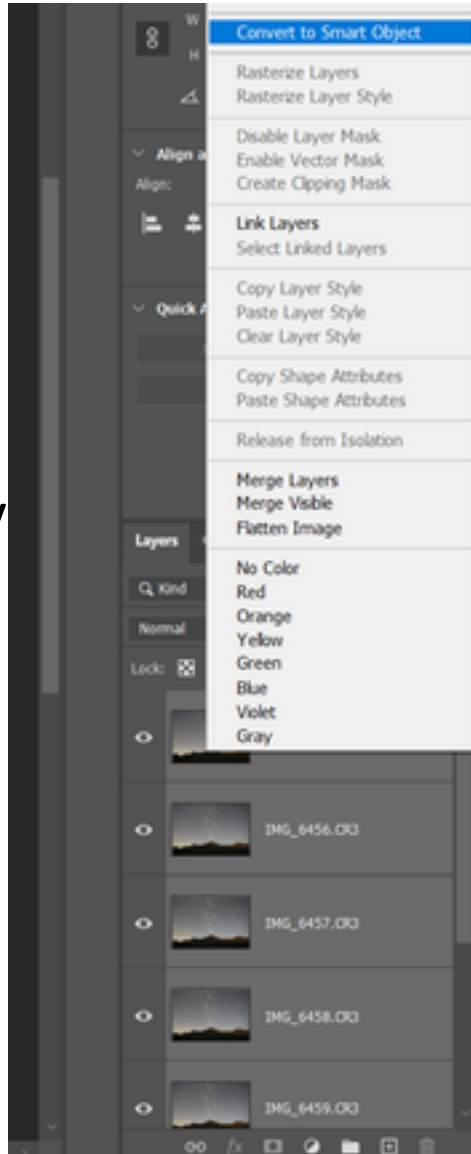 W
H
Convert to Smart Object
Rasterize Layers
Rasterize Layer Style
Disable Layer Mask
Enable Vector Mask
Create Clipping Mask
Align a
Align:
Link Layers
Select Linked Layers
Copy Layer Style
Paste Layer Style
Clear Layer Style
Quick A
Copy Shape Attributes
Paste Shape Attributes
Release from Isolation
Merge Layers
Merge Visible
Flatten Image
Layers
No Color
Kind
Red
Orange
Normal
Yellow
Green
Lock:
Blue
Violet
Gray
IMG_6456.CR3
IMG_6457.CR3
IMG_6458.CR3
IMG_6459.CR3
fx